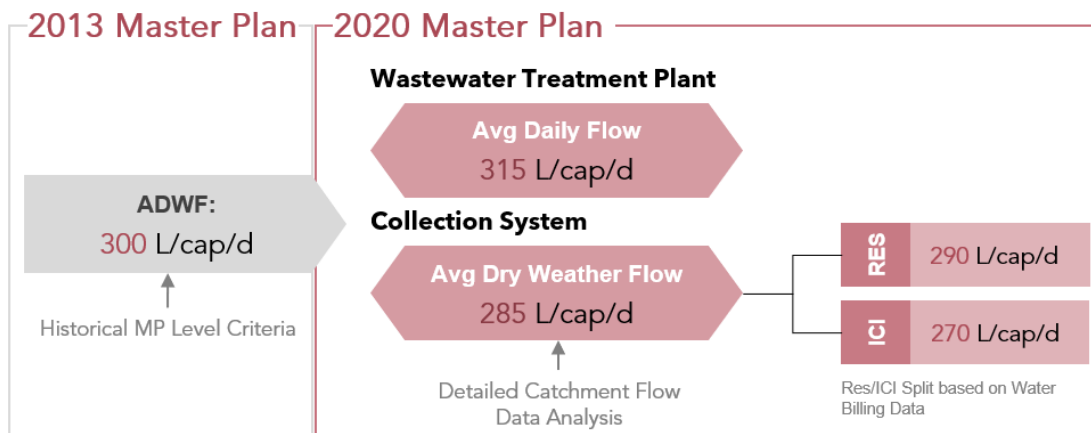 2013 Master Plan
2020 Master Plan
ADWF:
300 L/cap/d
Historical MP Level Criteria
Wastewater Treatment Plant
Avg Daily Flow
315 L/cap/d
Collection System
Avg Dry Weather Flow
285 L/cap/d
Detailed Catchment Flow
Data Analysis
RES
290 L/cap/d
ICI
270 L/cap/d
Res/ICI Split based on Water
Billing Data